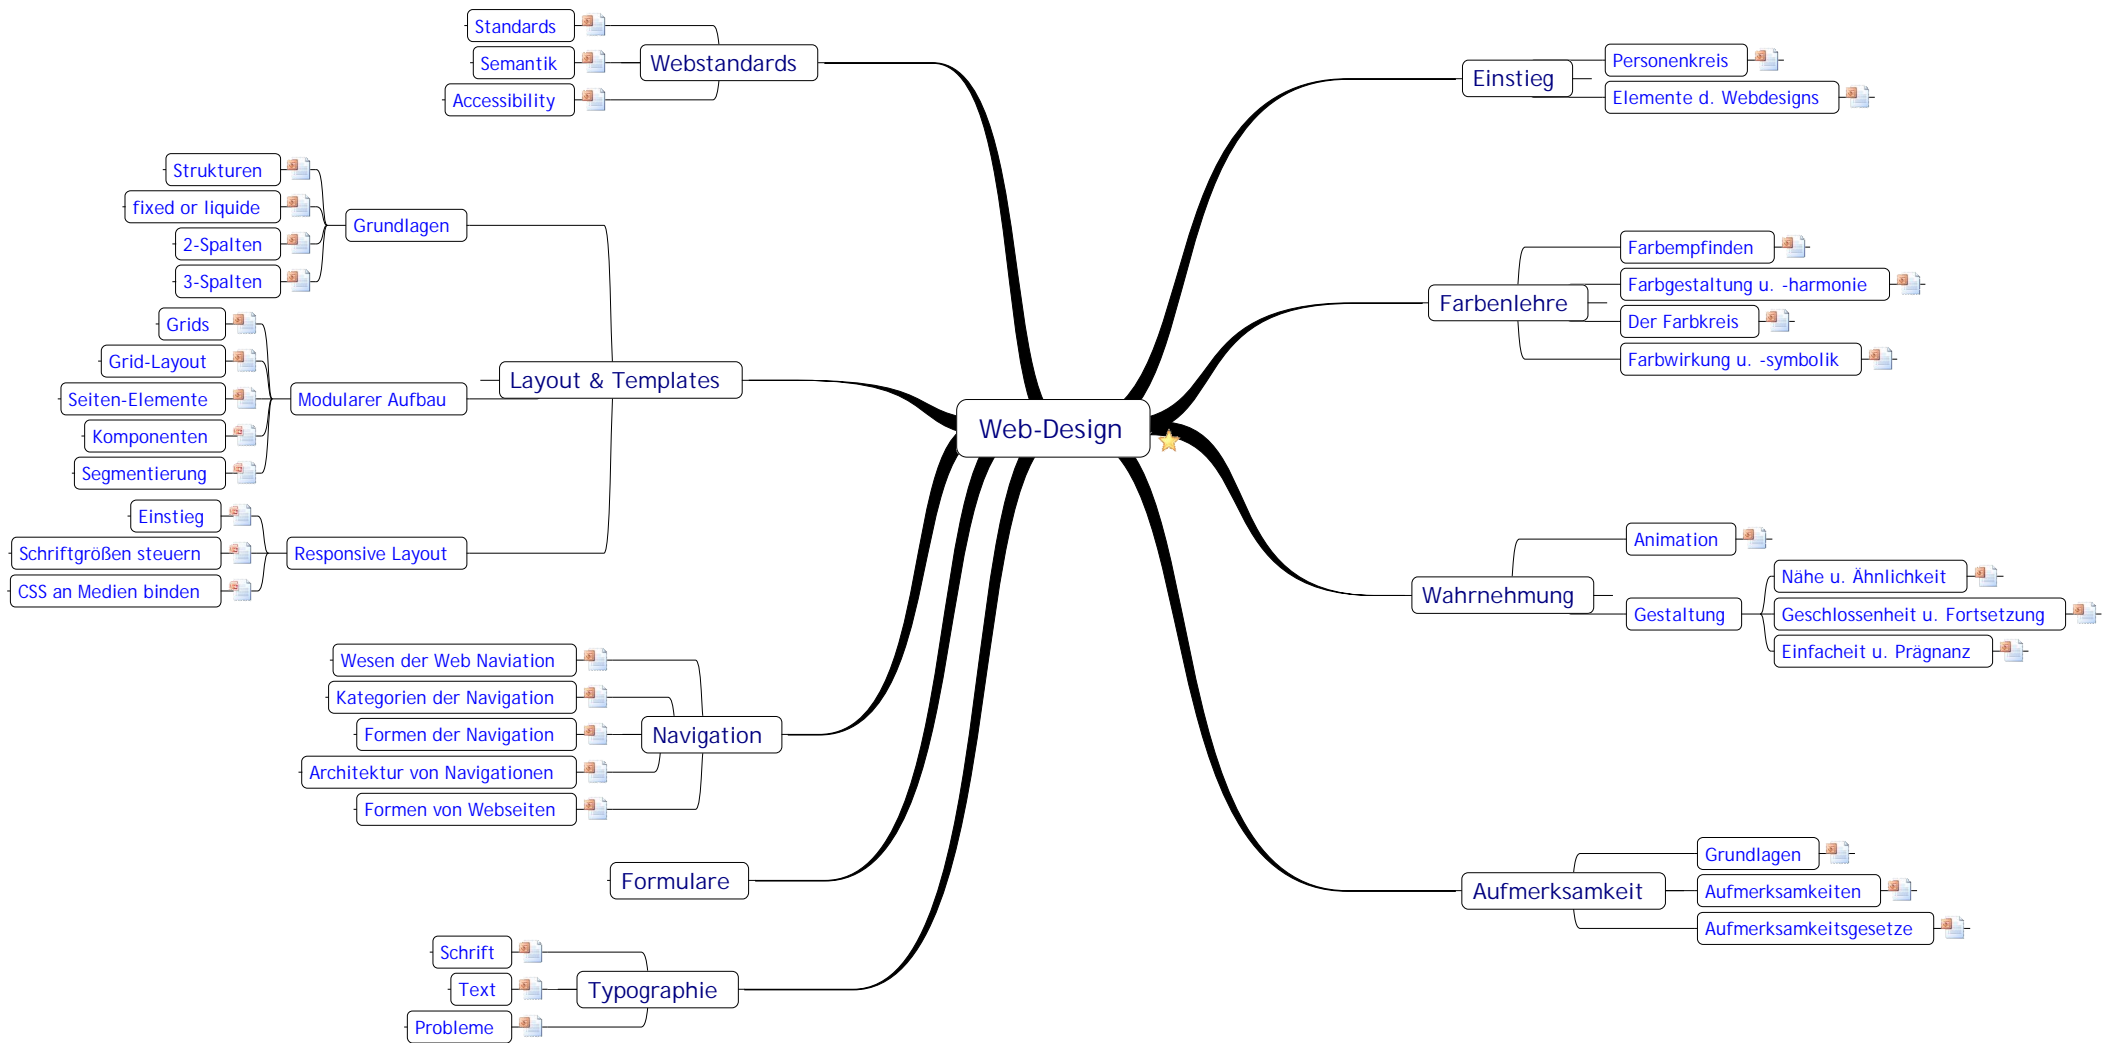 Web-Design
Webstandards
Standards
Semantik
Accessibility
Layout & Templates
Grundlagen
Strukturen
fixed or liquide
2-Spalten
3-Spalten
Modularer Aufbau
Grids
Grid-Layout
Seiten-Elemente
Komponenten
Segmentierung
Responsive Layout
Einstieg
Schriftgrößen steuern
CSS an Medien binden
Navigation
Wesen der Web Naviation
Kategorien der Navigation
Formen der Navigation
Architektur von Navigationen
Formen von Webseiten
Formulare
Typographie
Schrift
Text
Probleme
Einstieg
Personenkreis
Elemente d. Webdesigns
Farbenlehre
Farbempfinden
Farbgestaltung u. -harmonie
Der Farbkreis
Farbwirkung u. -symbolik
Wahrnehmung
Animation
Gestaltung
Nähe u. Ähnlichkeit
Geschlossenheit u. Fortsetzung
Einfacheit u. Prägnanz
Aufmerksamkeit
Grundlagen
Aufmerksamkeiten
Aufmerksamkeitsgesetze